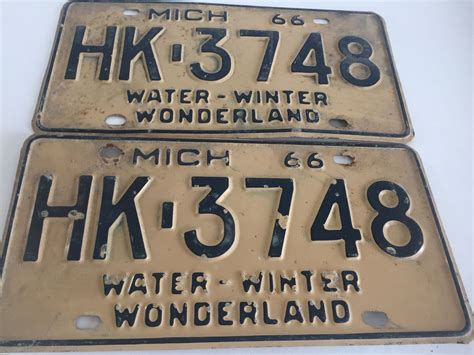 MICH 66
HK-3748
WATER-WINTER
WONDERLAND
MICH 66
HK-3748
WATER-WINTER
WONDERLAND